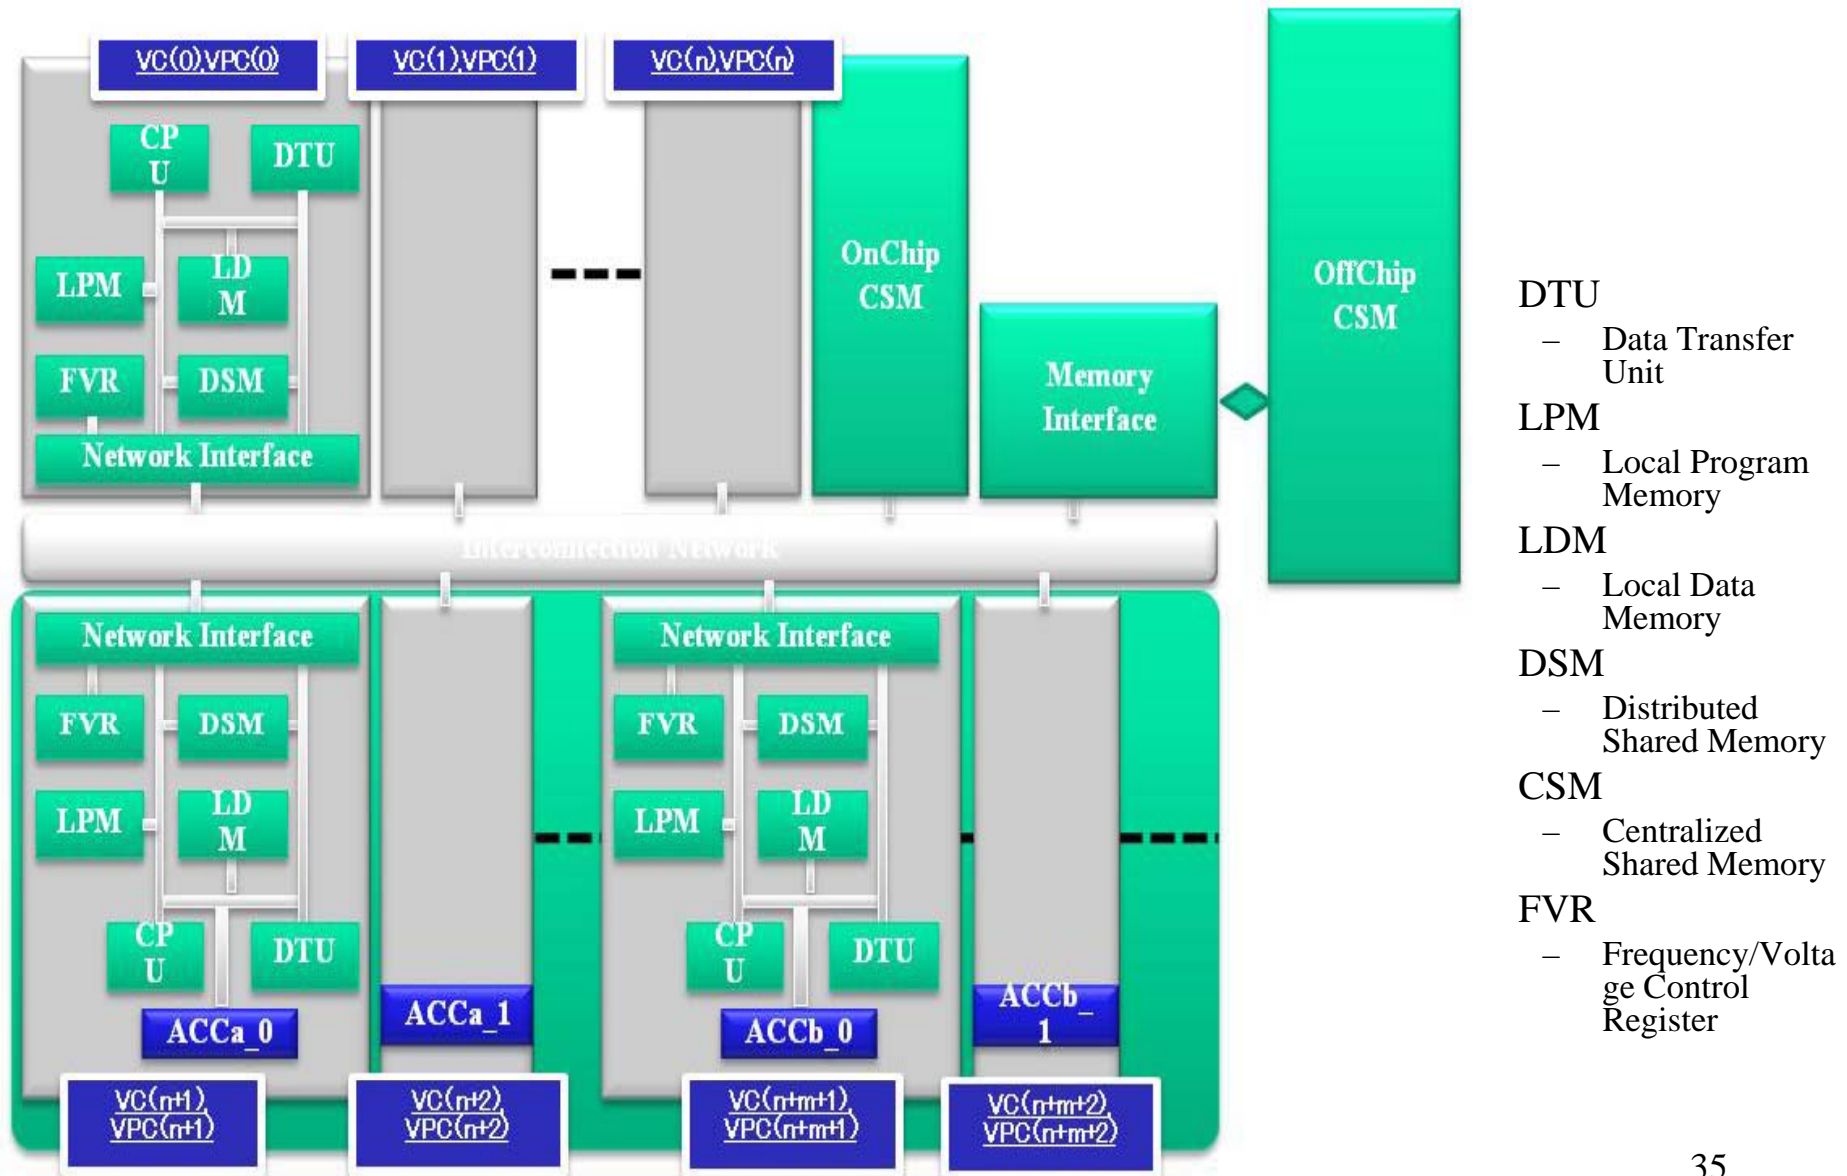 VC(0),VPC(0)
VC(1),VPC(1)
VC(n),VPC(n)
CP
U
DTU
LPM
LD
M
FVR
DSM
Network Interface
OnChip
CSM
Memory
Interface
OffChip
CSM
Interconnection Network
Network Interface
FVR
DSM
LPM
LD
M
CP
U
DTU
ACCa_0
ACCa_1
Network Interface
FVR
DSM
LPM
LD
M
CP
U
DTU
ACCb_0
ACCb_
1
VC(n+1),
VPC(n+1)
VC(n+2),
VPC(n+2)
VC(n+m+1),
VPC(n+m+1)
VC(n+m+2),
VPC(n+m+2)
DTU
– Data Transfer
Unit
LPM
– Local Program
Memory
LDM
– Local Data
Memory
DSM
– Distributed
Shared Memory
CSM
– Centralized
Shared Memory
FVR
– Frequency/Volta
ge Control
Register
35